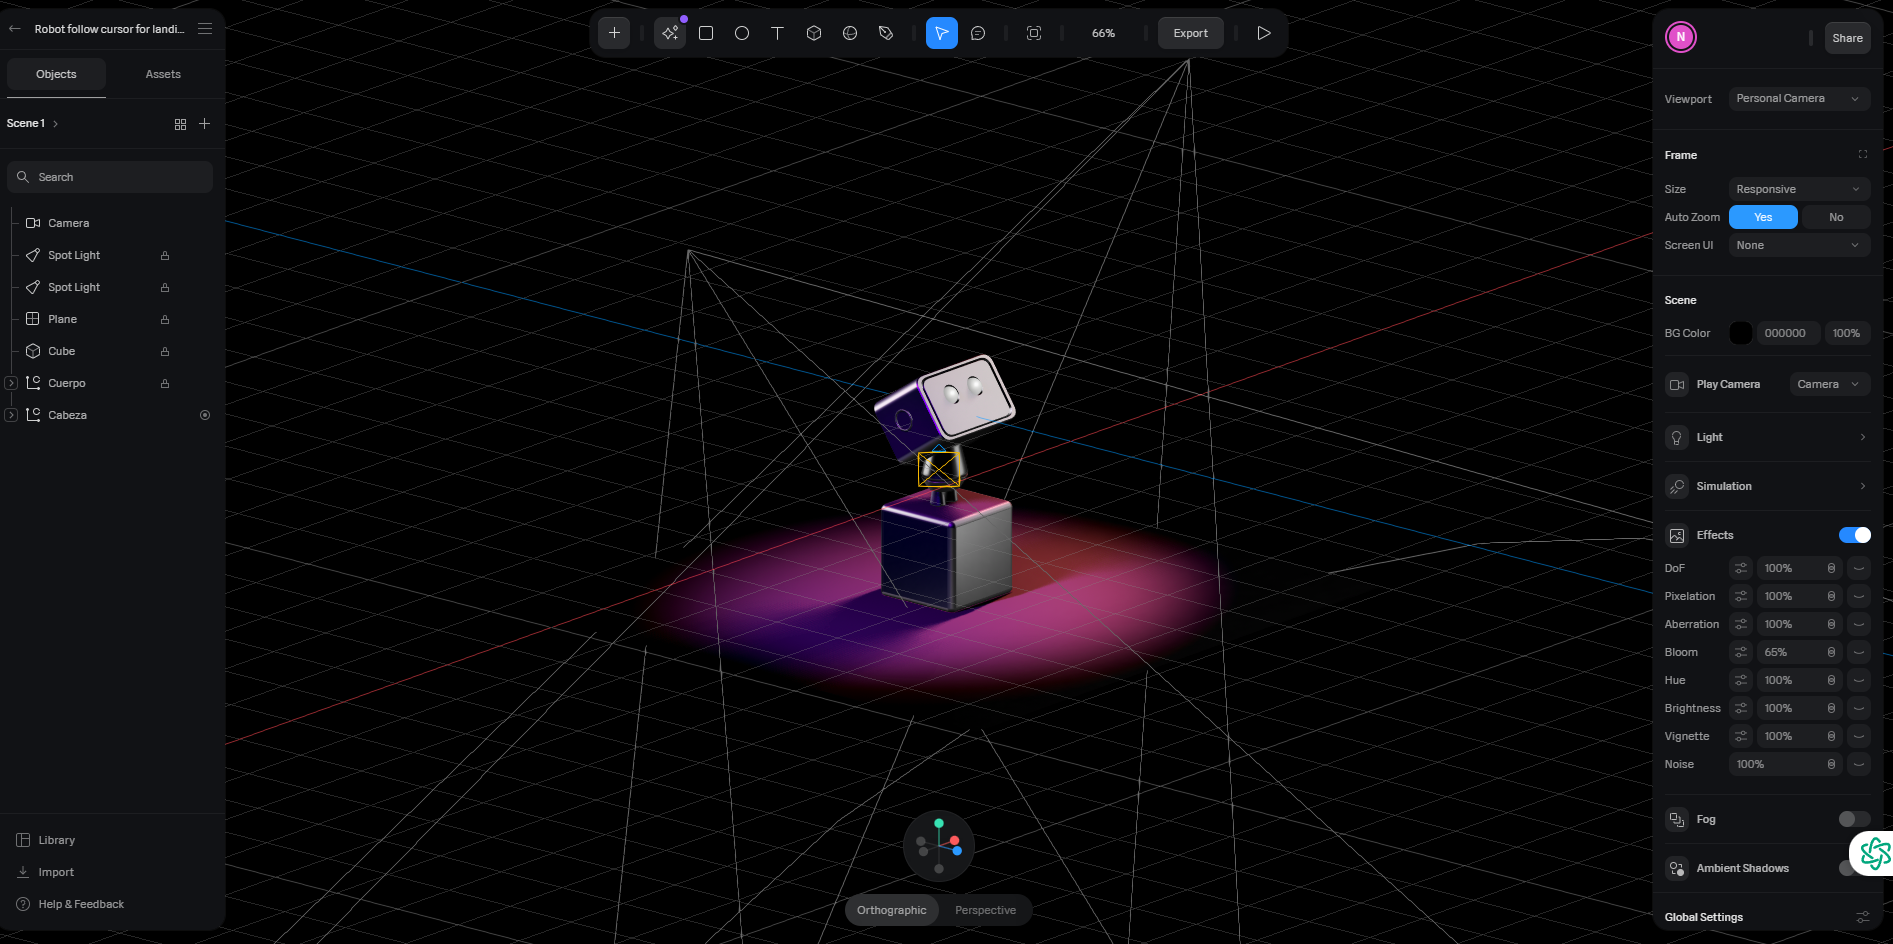 Robot follow cursor for landi...
Objects
Assets
Scene 1
Search
Camera
Spot Light
Spot Light
Plane
Cube
Cuerpo
Cabeza
Library
Import
Help & Feedback
66%
Export
Orthographic
Perspective
N
Share
Viewport
Personal Camera
Frame
Size
Responsive
Auto Zoom
Yes
No
Screen UI
None
Scene
BG Color
000000
100%
Play Camera
Camera
Light
Simulation
Effects
DoF
100%
Pixelation
100%
Aberration
100%
Bloom
65%
Hue
100%
Brightness
100%
Vignette
100%
Noise
100%
Fog
Ambient Shadows
Global Settings